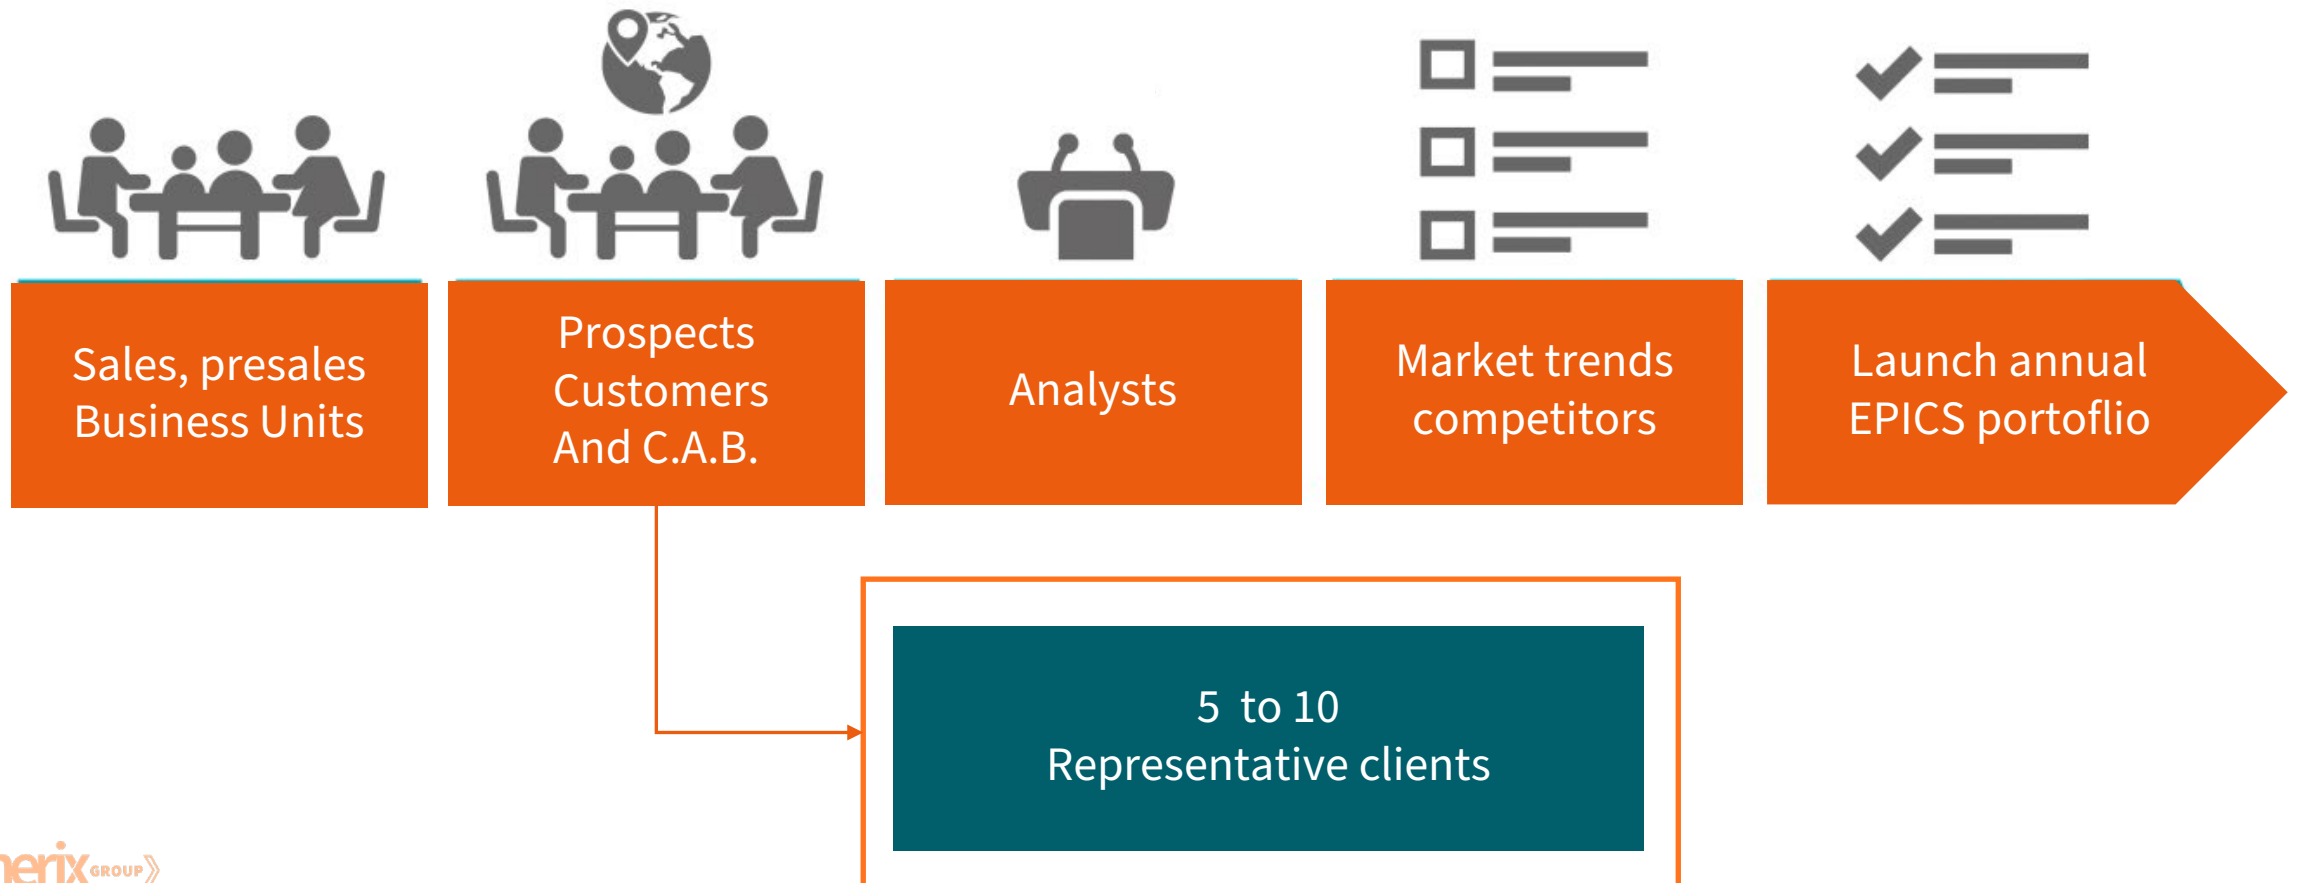 Sales, presales
Business Units
Prospects
Customers
And C.A.B.
Analysts
Market trends
competitors
Launch annual
EPICS portoflio
5 to 10
Representative clients
GROUP